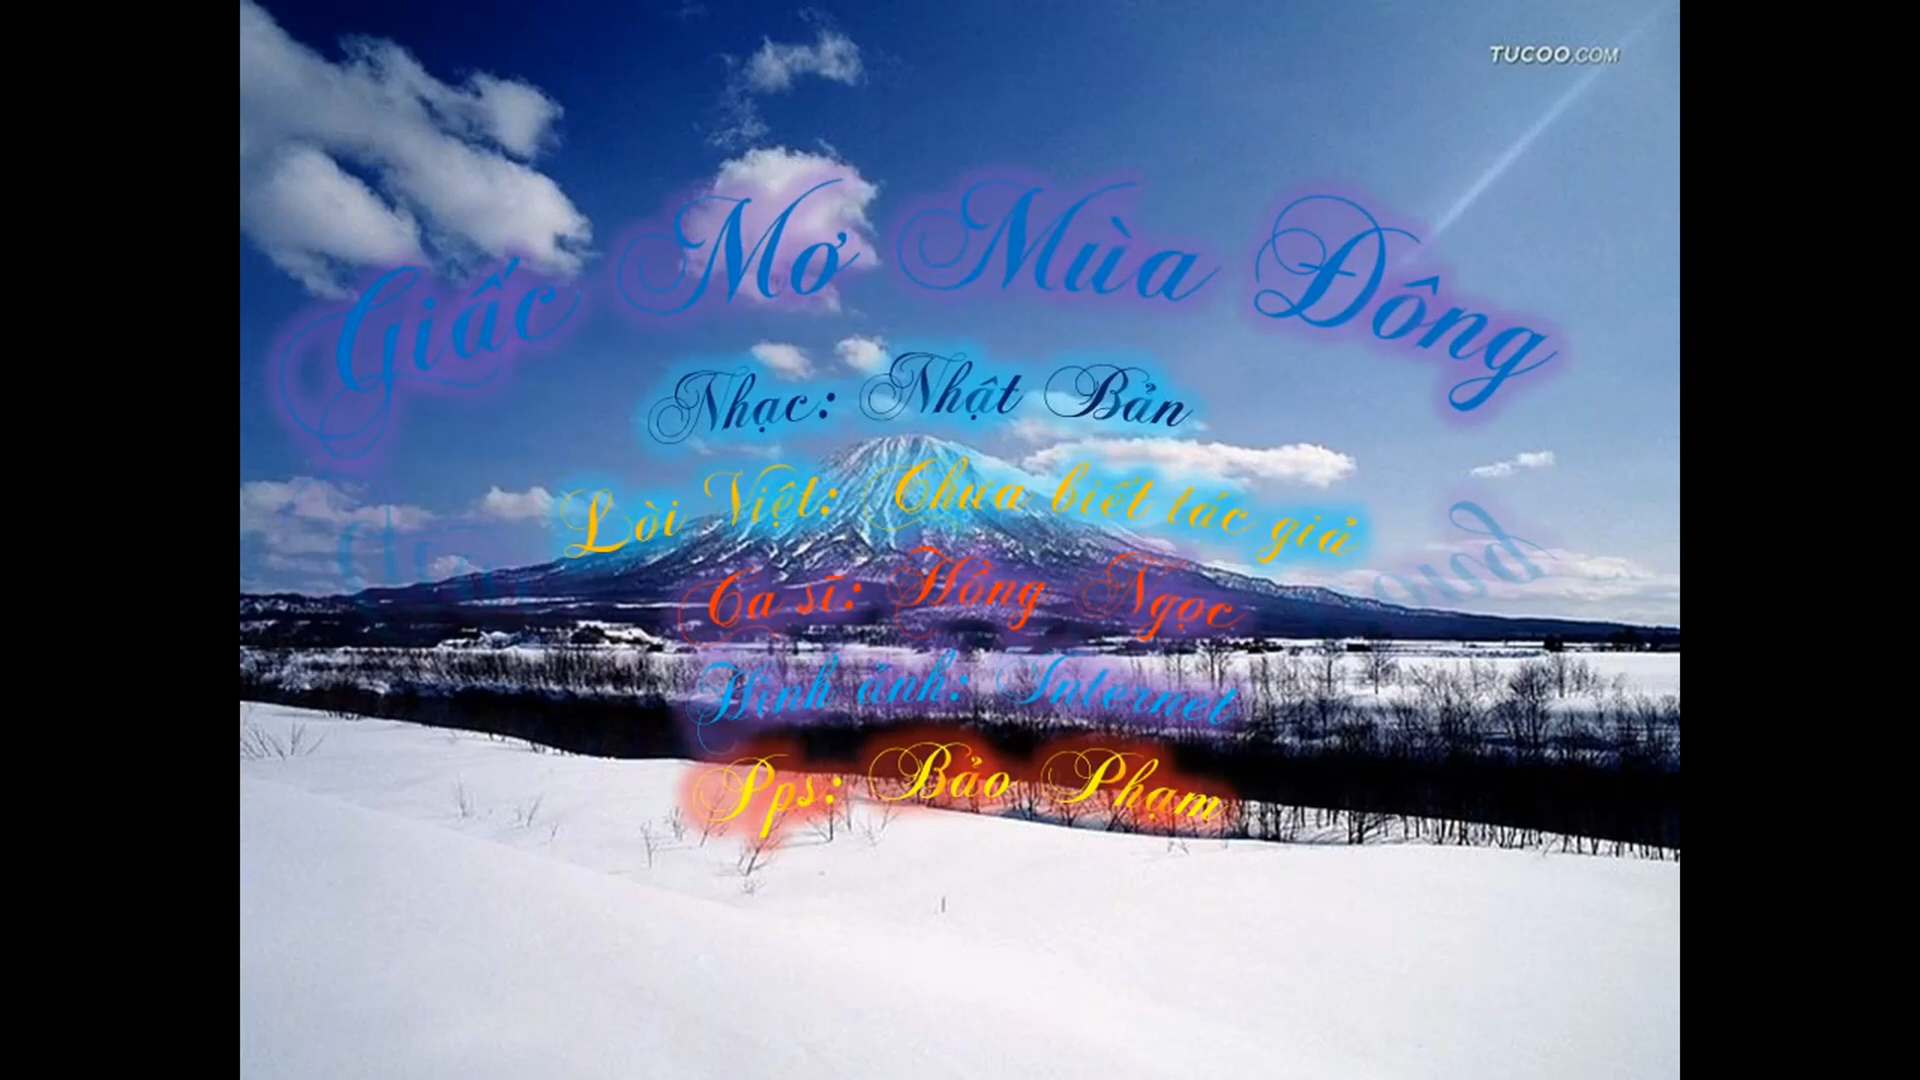 TUCOO.COM
Giấc Mơ Mùa Đông
Nhạc: Nhật Bản
Lời Việt: Chưa biết tác giả
Ca sĩ: Hồng Ngọc
Hình ảnh: Internet
Pps: Bảo Phạm